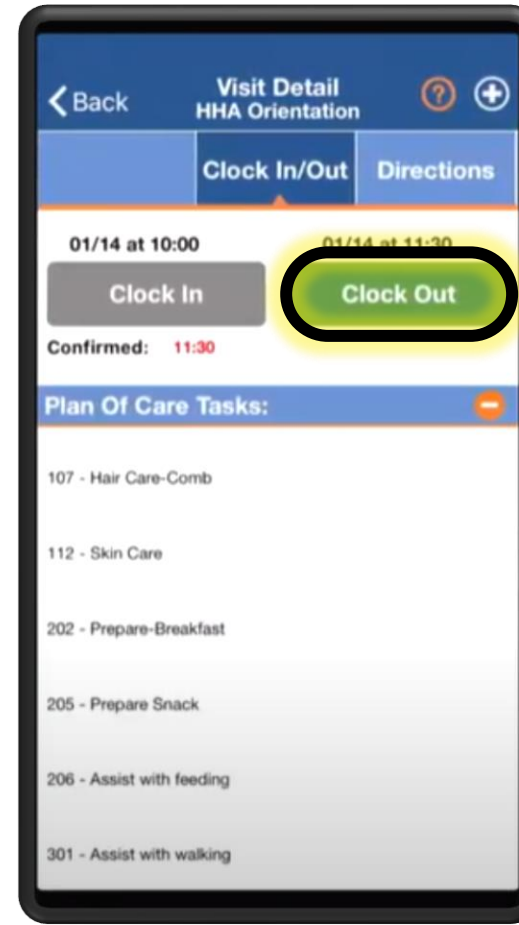 Back
Visit Detail
HHA Orientation
?
Clock In/Out
Directions
01/14 at 10:00
01/14 at 11:30
Clock In
Clock Out
Confirmed: 11:30
Plan Of Care Tasks:
107 - Hair Care-Comb
112 - Skin Care
202 - Prepare-Breakfast
205 - Prepare Snack
206 - Assist with feeding
301 - Assist with walking